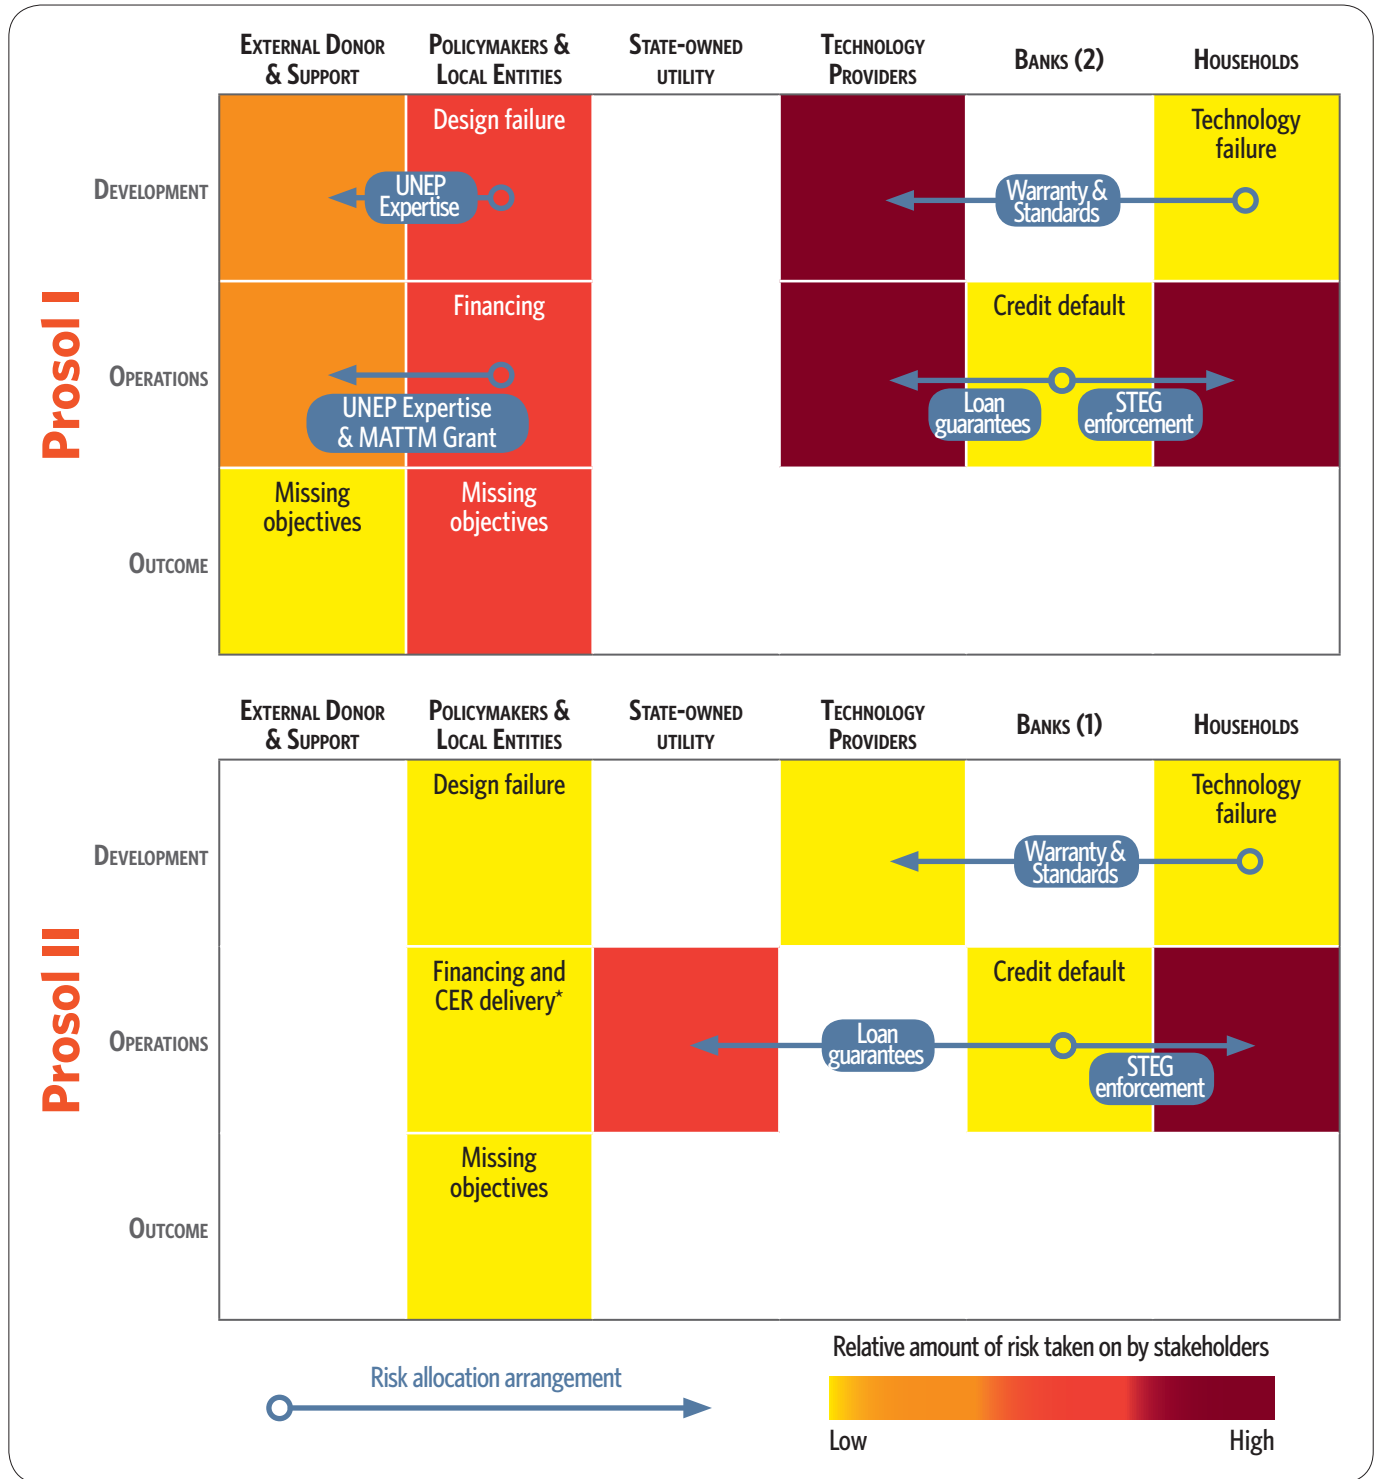 External Donor & Support
Policymakers & Local Entities
State-owned utility
Technology Providers
Banks (2)
Households
Prosol I
Development
Design failure
UNEP Expertise
Technology failure
Warranty & Standards
Operations
Financing
UNEP Expertise & MATTM Grant
Credit default
Loan guarantees
STEG enforcement
Outcome
Missing objectives
Missing objectives
External Donor & Support
Policymakers & Local Entities
State-owned utility
Technology Providers
Banks (1)
Households
Prosol III
Development
Design failure
Technology failure
Warranty & Standards
Operations
Financing and CER delivery*
Credit default
Loan guarantees
STEG enforcement
Outcome
Missing objectives
Risk allocation arrangement
Relative amount of risk taken on by stakeholders
Low
High